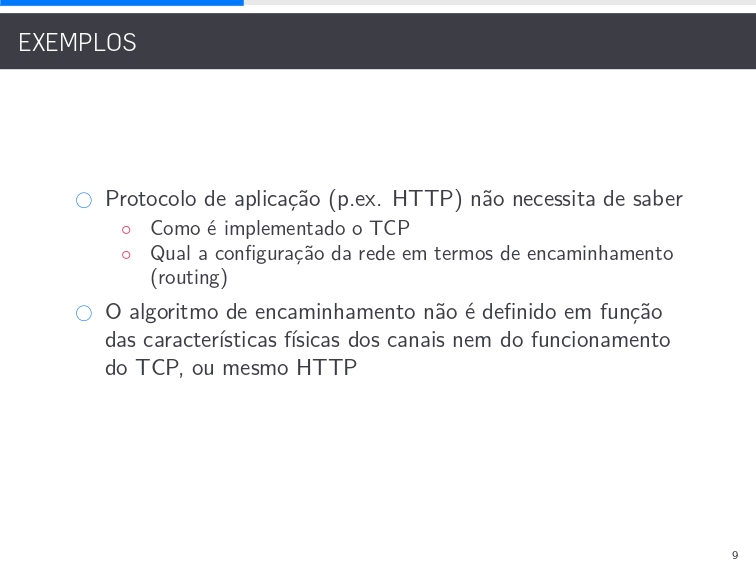 EXEMPLOS
Protocolo de aplicação (p.ex. HTTP) não necessita de saber
Como é implementado o TCP
Qual a configuração da rede em termos de encaminhamento
(routing)
O algoritmo de encaminhamento não é definido em função
das características físicas dos canais nem do funcionamento
do TCP, ou mesmo HTTP
9